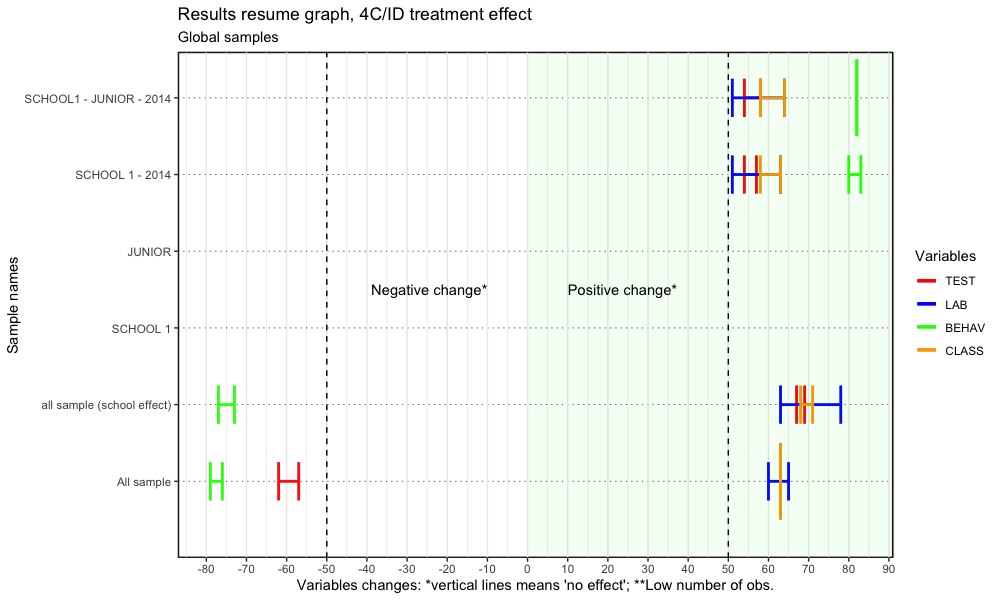 Results resume graph, 4C/ID treatment effect
Global samples
SCHOOL1 - JUNIOR - 2014
SCHOOL 1 - 2014
JUNIOR
Negative change*
Positive change*
SCHOOL 1
all sample (school effect)
All sample
Sample names
-80 -70 -60 -50 -40 -30 -20 -10 0 10 20 30 40 50 60 70 80 90
Variables changes: *vertical lines means 'no effect'; **Low number of obs.
Variables
TEST
LAB
BEHAV
CLASS